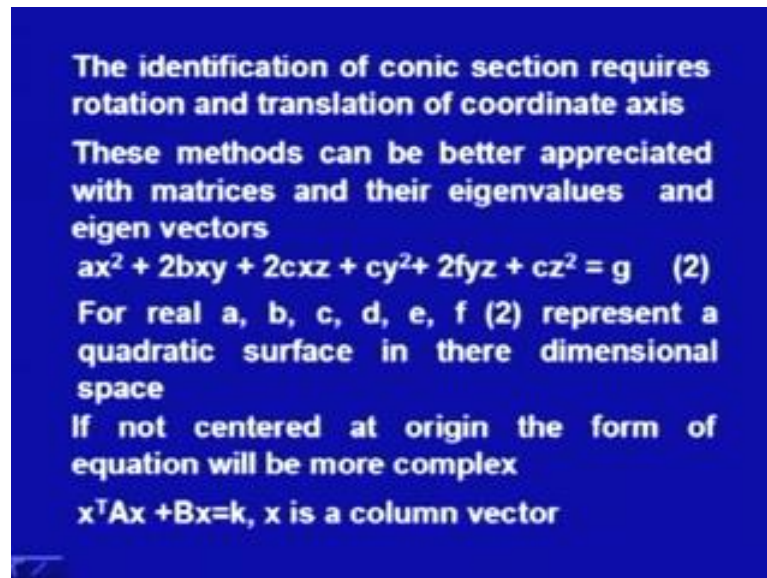 The identification of conic section requires
rotation and translation of coordinate axis
These methods can be better appreciated
with matrices and their eigenvalues and
eigen vectors
ax² + 2bxy + 2cxz + cy²+ 2fyz + cz² = g (2)
For real a, b, c, d, e, f (2) represent a
quadratic surface in there dimensional
space
If not centered at origin the form of
equation will be more complex
xᵀAx +Bx=k, x is a column vector